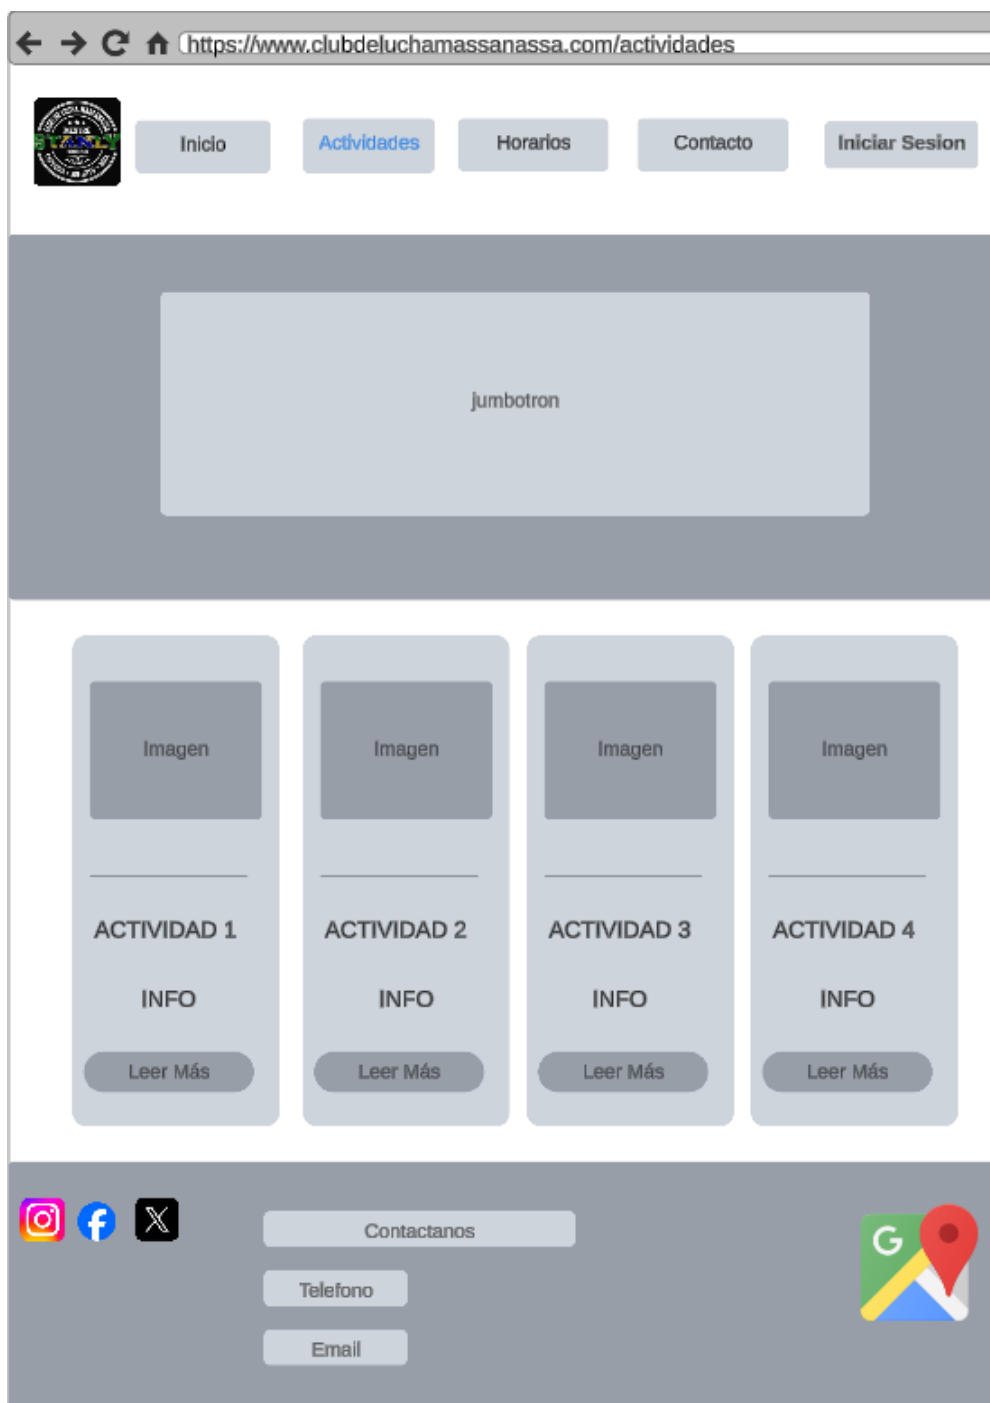 https://www.clubdeluchamassanassa.com/actividades
STANLY
Inicio
Actividades
Horarios
Contacto
Iniciar Sesion
jumbotron
Imagen
Imagen
Imagen
Imagen
ACTIVIDAD 1
ACTIVIDAD 2
ACTIVIDAD 3
ACTIVIDAD 4
INFO
INFO
INFO
INFO
Leer Más
Leer Más
Leer Más
Leer Más
Contactanos
G
Telefono
Email